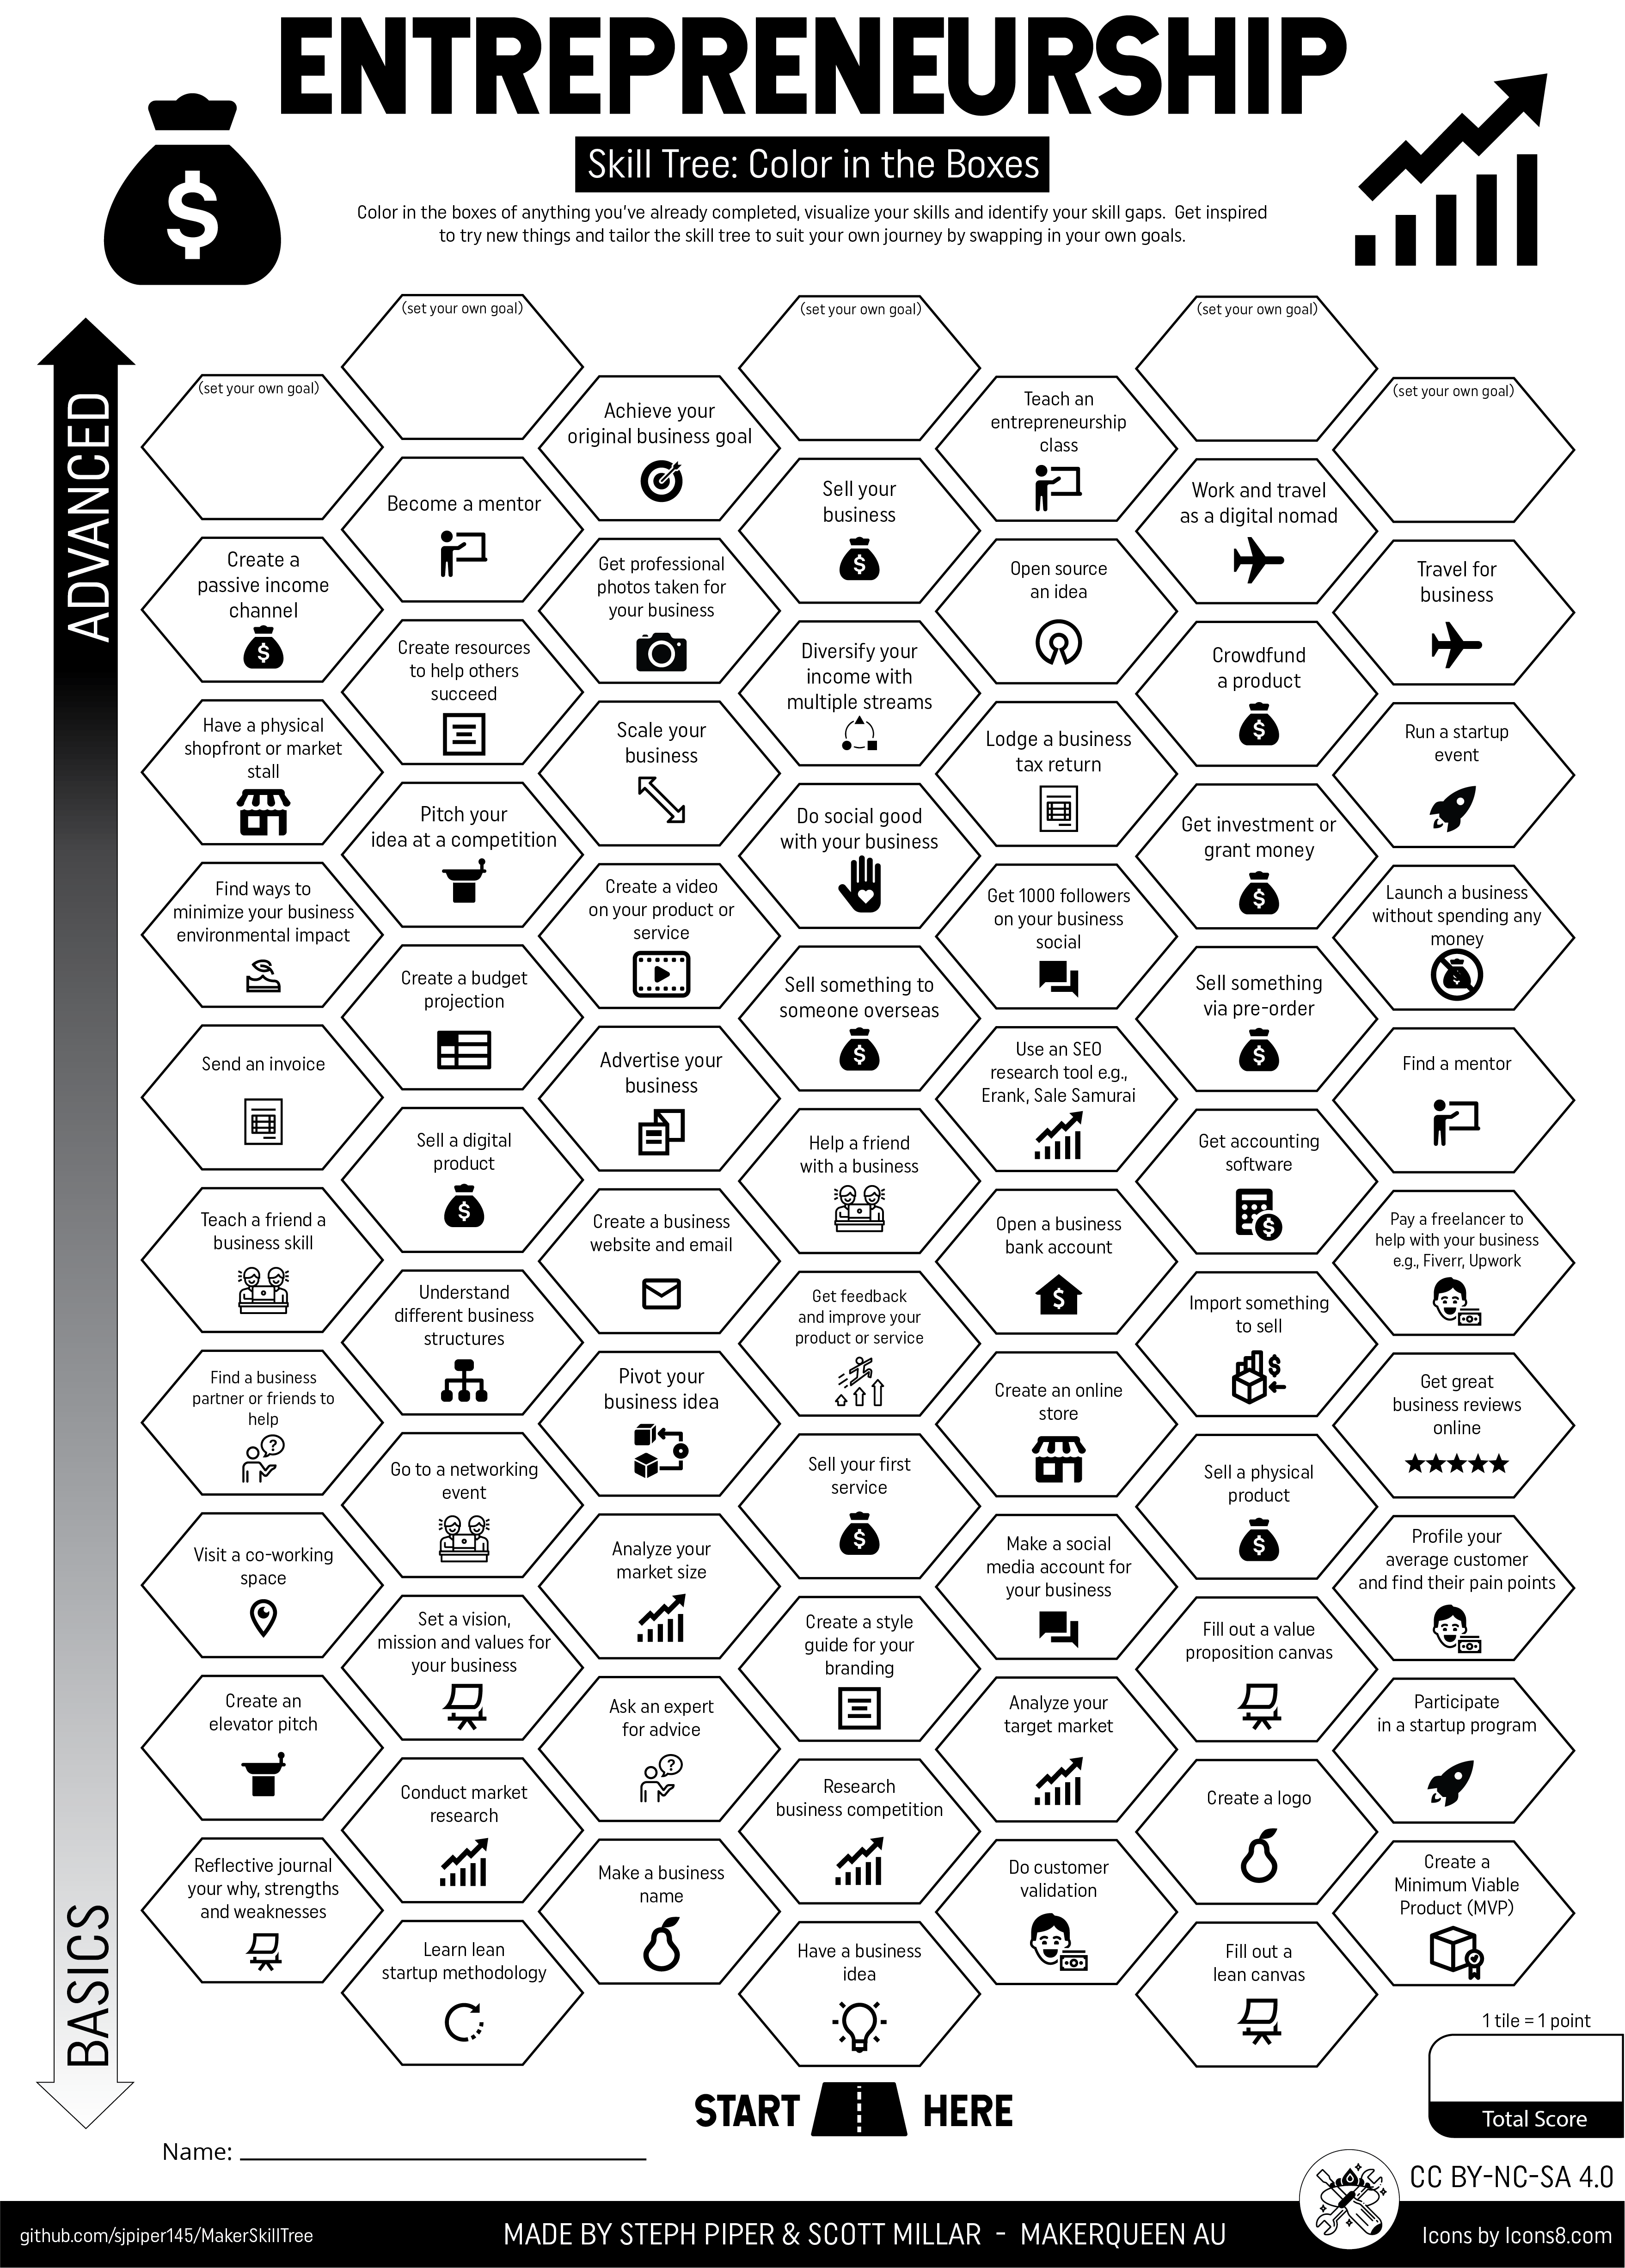 ENTREPRENEURSHIP
Skill Tree: Color in the Boxes
Color in the boxes of anything you've already completed, visualize your skills and identify your skill gaps. Get inspired
to try new things and tailor the skill tree to suit your own journey by swapping in your own goals.
ADVANCED
BASICS
(set your own goal)
(set your own goal)
(set your own goal)
(set your own goal)
(set your own goal)
Achieve your
original business goal
Teach an
entrepreneurship
class
Become a mentor
Sell your
business
$
Work and travel
as a digital nomad
Create a
passive income
channel
$
Get professional
photos taken for
your business
Open source
an idea
Travel for
business
Create resources
to help others
succeed
Diversify your
income with
multiple streams
Crowdfund
a product
$
Have a physical
shopfront or market
stall
Scale your
business
Lodge a business
tax return
Run a startup
event
Pitch your
idea at a competition
Do social good
with your business
Get investment or
grant money
$
Find ways to
minimize your business
environmental impact
Create a video
on your product or
service
Get 1000 followers
on your business
social
Launch a business
without spending any
money
Create a budget
projection
Sell something to
someone overseas
$
Sell something
via pre-order
$
Send an invoice
Advertise your
business
Use an SEO
research tool e.g.,
Erank, Sale Samurai
Find a mentor
Sell a digital
product
$
Help a friend
with a business
Get accounting
software
$
Teach a friend a
business skill
Create a business
website and email
Open a business
bank account
$
Pay a freelancer to
help with your business
e.g., Fiverr, Upwork
Understand
different business
structures
Get feedback
and improve your
product or service
Import something
to sell
$
Find a business
partner or friends to
help
?
Pivot your
business idea
Create an online
store
Get great
business reviews
online
Go to a networking
event
Sell your first
service
$
Sell a physical
product
$
Visit a co-working
space
Analyze your
market size
Make a social
media account for
your business
Profile your
average customer
and find their pain points
Set a vision,
mission and values for
your business
Create a style
guide for your
branding
Fill out a value
proposition canvas
Create an
elevator pitch
Ask an expert
for advice
?
Analyze your
target market
Participate
in a startup program
Conduct market
research
Research
business competition
Create a logo
Reflective journal
your why, strengths
and weaknesses
Make a business
name
Do customer
validation
Create a
Minimum Viable
Product (MVP)
Learn lean
startup methodology
Have a business
idea
Fill out a
lean canvas
1 tile = 1 point
Total Score
START HERE
Name:
CC BY-NC-SA 4.0
github.com/sjpiper145/MakerSkillTree
MADE BY STEPH PIPER & SCOTT MILLAR - MAKERQUEEN AU
Icons by Icons8.com